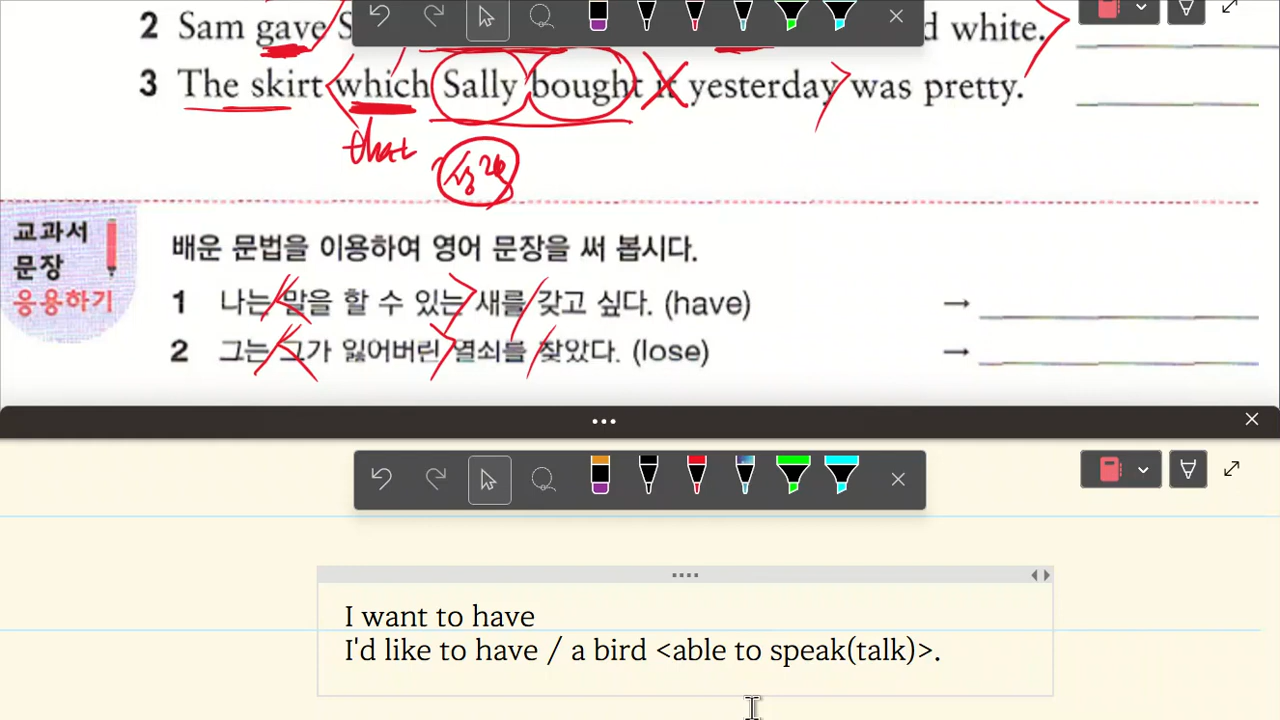 2 Sam gave S d white.
3 The skirt which Sally bought it yesterday was pretty.
that
상관
교과서
문장
응용하기
배운 문법을 이용하여 영어 문장을 써 봅시다.
1 나는 말을 할 수 있는 새를 갖고 싶다. (have) →
2 그는 그가 잃어버린 열쇠를 찾았다. (lose) →
I want to have
I'd like to have / a bird <able to speak(talk)>.